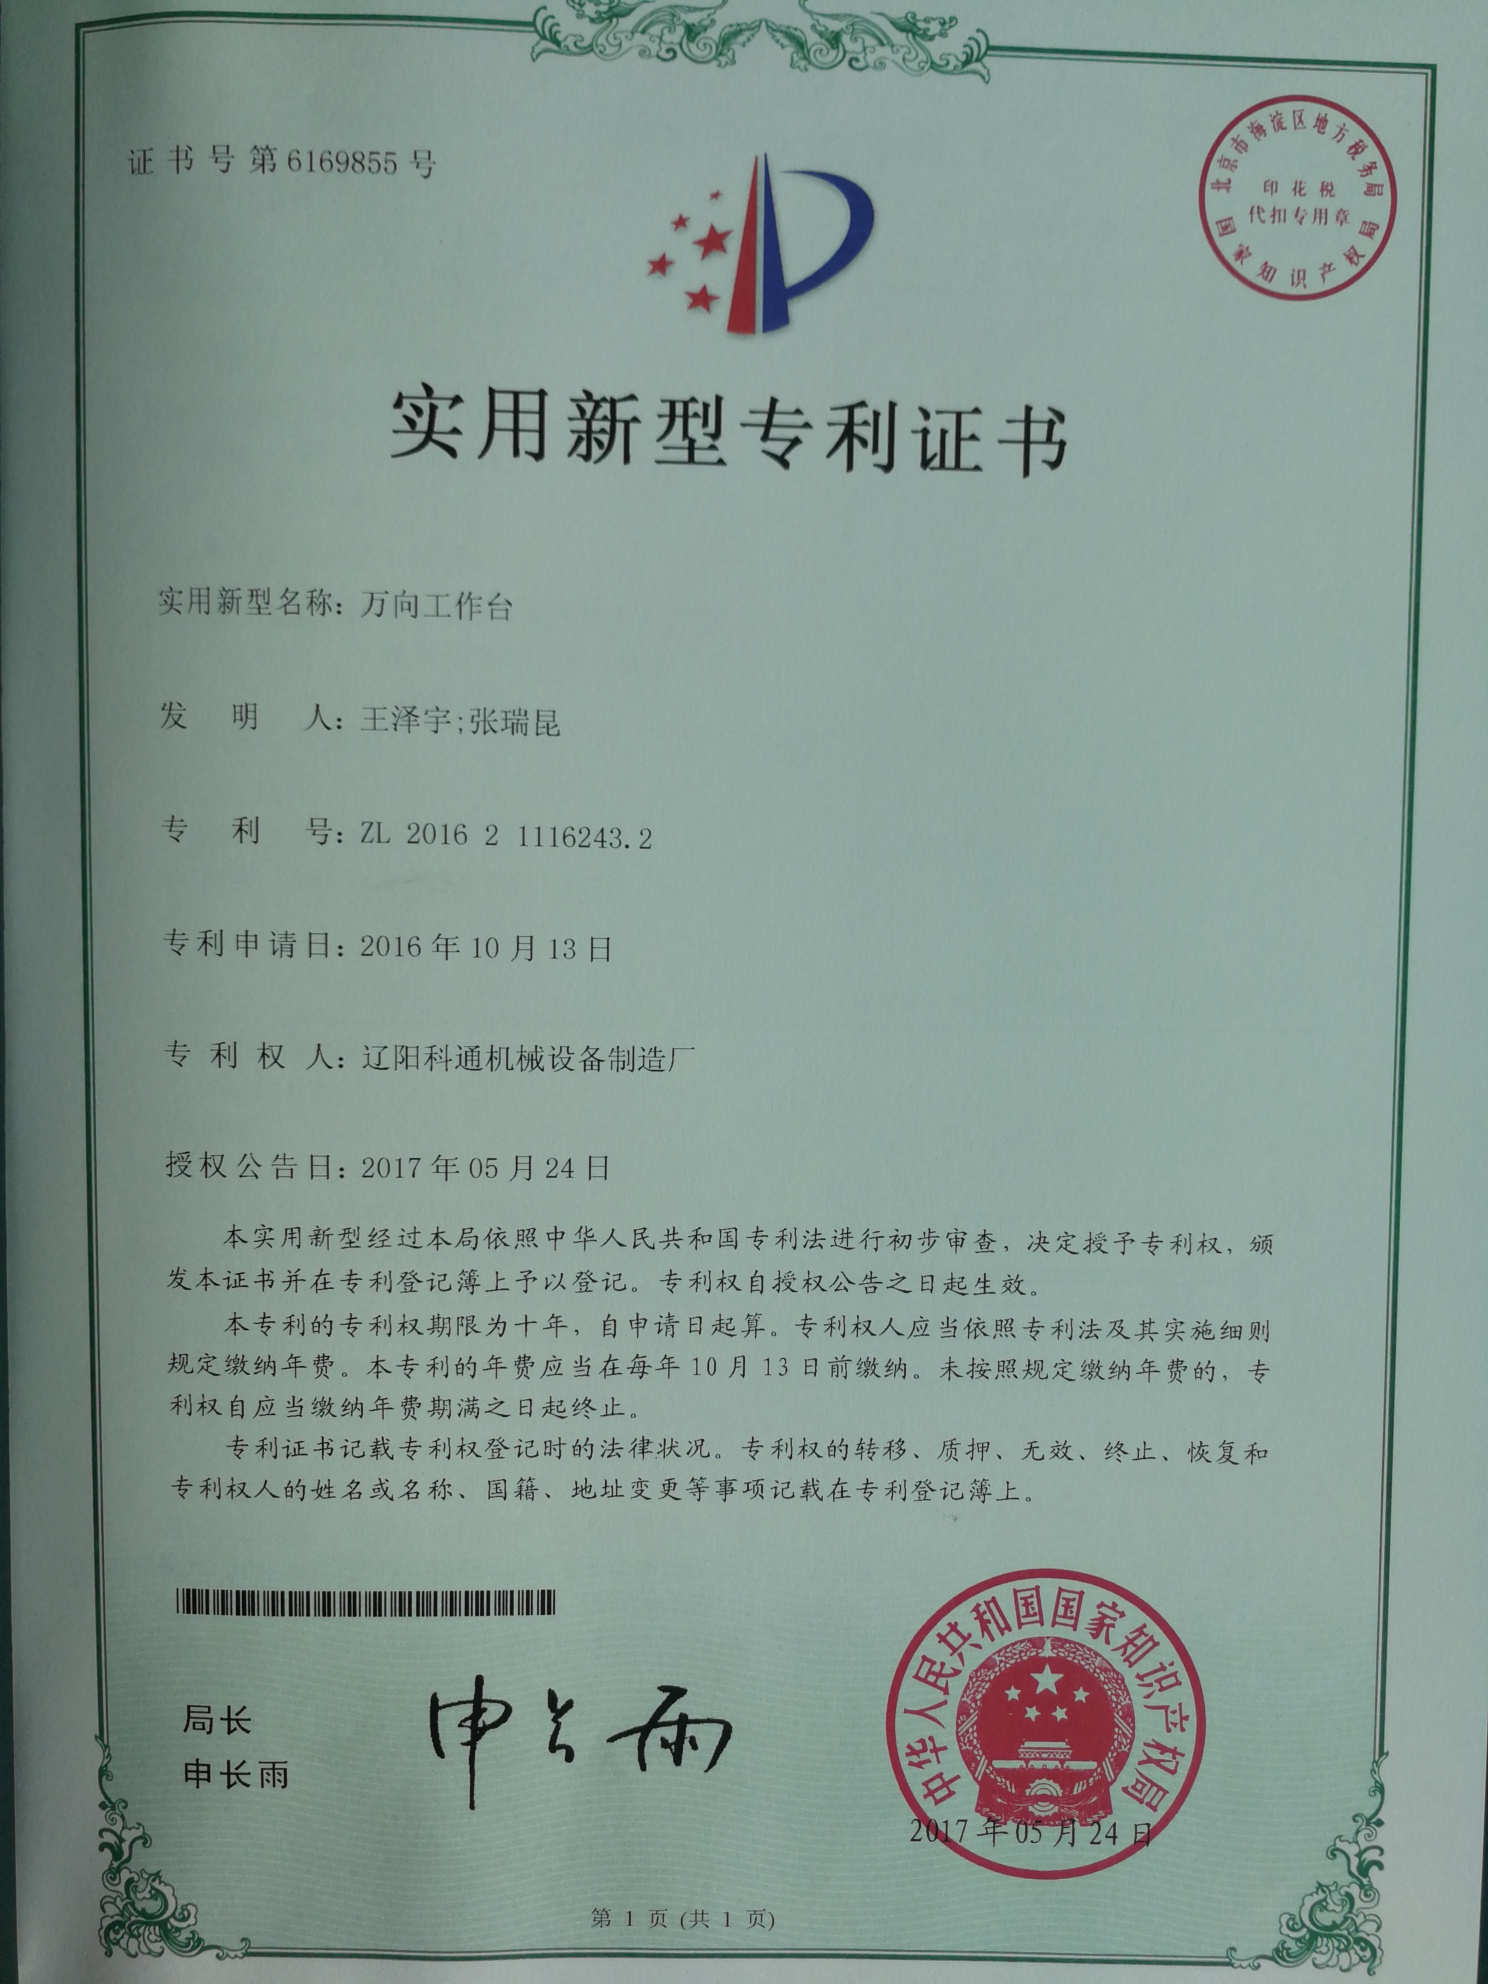 证书号第6169855号
北京市海淀区地方税务局
印花税
代扣专用章
国家知识产权局
实用新型专利证书
实用新型名称：万向工作台
发明人：王泽宇;张瑞昆
专利号：ZL 2016 2 1116243.2
专利申请日：2016年10月13日
专利权人：辽阳科通机械设备制造厂
授权公告日：2017年05月24日
本实用新型经过本局依照中华人民共和国专利法进行初步审查，决定授予专利权，颁
发本证书并在专利登记簿上予以登记。专利权自授权公告之日起生效。
本专利的专利权期限为十年，自申请日起算。专利权人应当依照专利法及其实施细则
规定缴纳年费。本专利的年费应当在每年10月13日前缴纳。未按照规定缴纳年费的，专
利权自应当缴纳年费期满之日起终止。
专利证书记载专利权登记时的法律状况。专利权的转移、质押、无效、终止、恢复和
专利权人的姓名或名称、国籍、地址变更等事项记载在专利登记簿上。
局长
申长雨
申长雨
中华人民共和国国家知识产权局
2017年05月24日
第 1 页 (共 1 页)